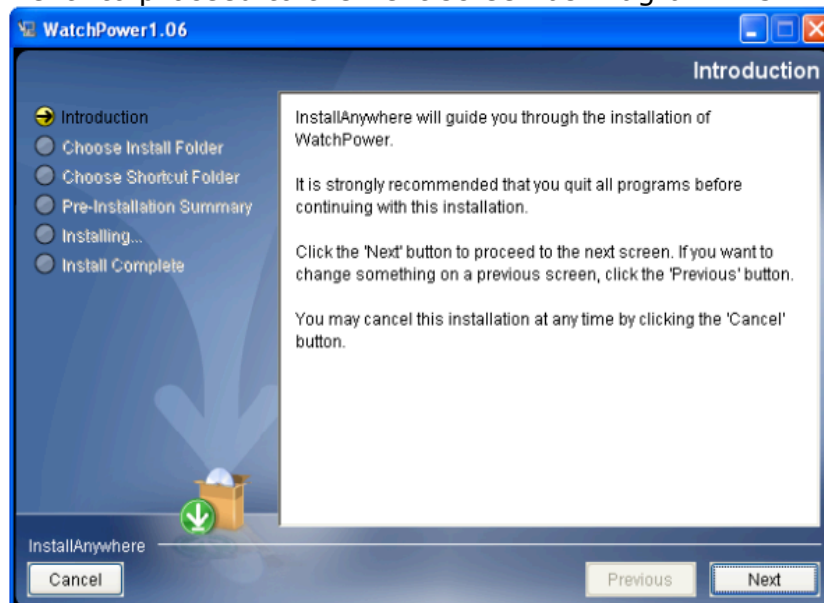 WatchPower1.06
Introduction
Introduction
Choose Install Folder
Choose Shortcut Folder
Pre-Installation Summary
Installing...
Install Complete
InstallAnywhere will guide you through the installation of
WatchPower.
It is strongly recommended that you quit all programs before
continuing with this installation.
Click the 'Next' button to proceed to the next screen. If you want to
change something on a previous screen, click the 'Previous' button.
You may cancel this installation at any time by clicking the 'Cancel'
button.
InstallAnywhere
Cancel
Previous
Next